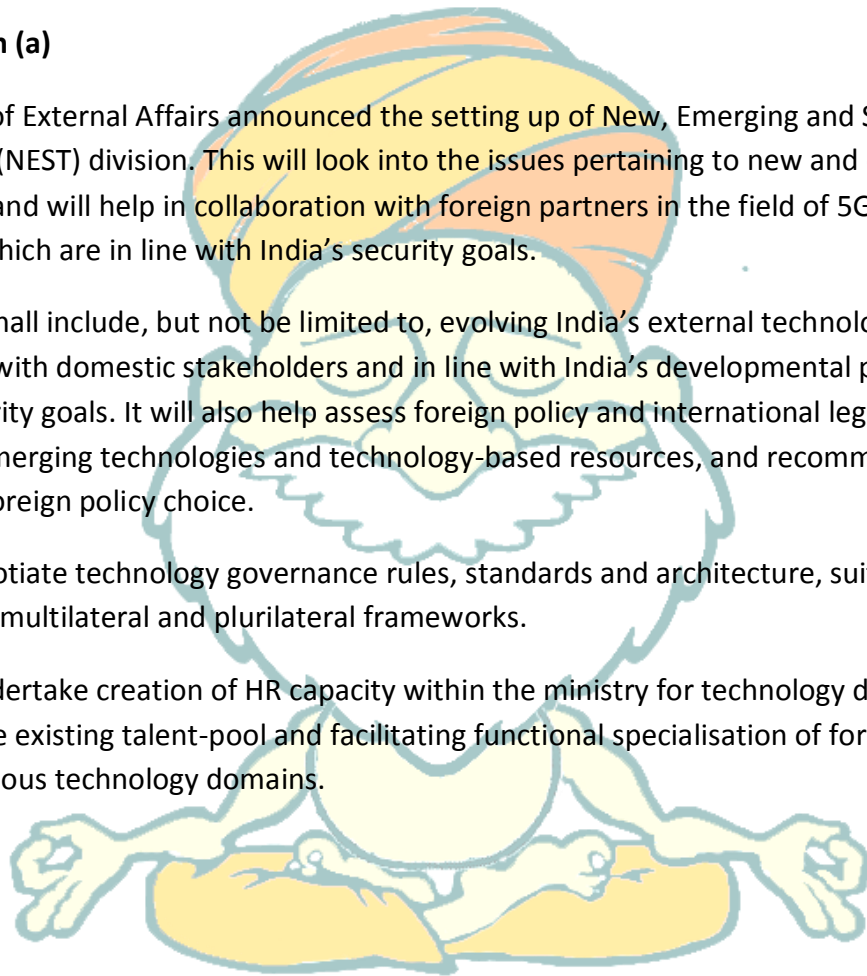 n (a)
of External Affairs announced the setting up of New, Emerging and S
(NEST) division. This will look into the issues pertaining to new and
and will help in collaboration with foreign partners in the field of 5G
hich are in line with India’s security goals.
hall include, but not be limited to, evolving India’s external technolo
with domestic stakeholders and in line with India’s developmental p
rity goals. It will also help assess foreign policy and international leg
merging technologies and technology-based resources, and recomm
oreign policy choice.
otiate technology governance rules, standards and architecture, suit
multilateral and plurilateral frameworks.
dertake creation of HR capacity within the ministry for technology d
e existing talent-pool and facilitating functional specialisation of for
ious technology domains.